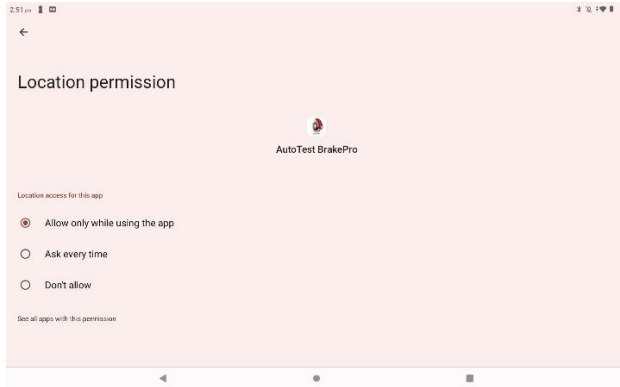 2:51 PM
Location permission
AutoTest BrakePro
Location access for this app
Allow only while using the app
Ask every time
Don't allow
See all apps with this permission